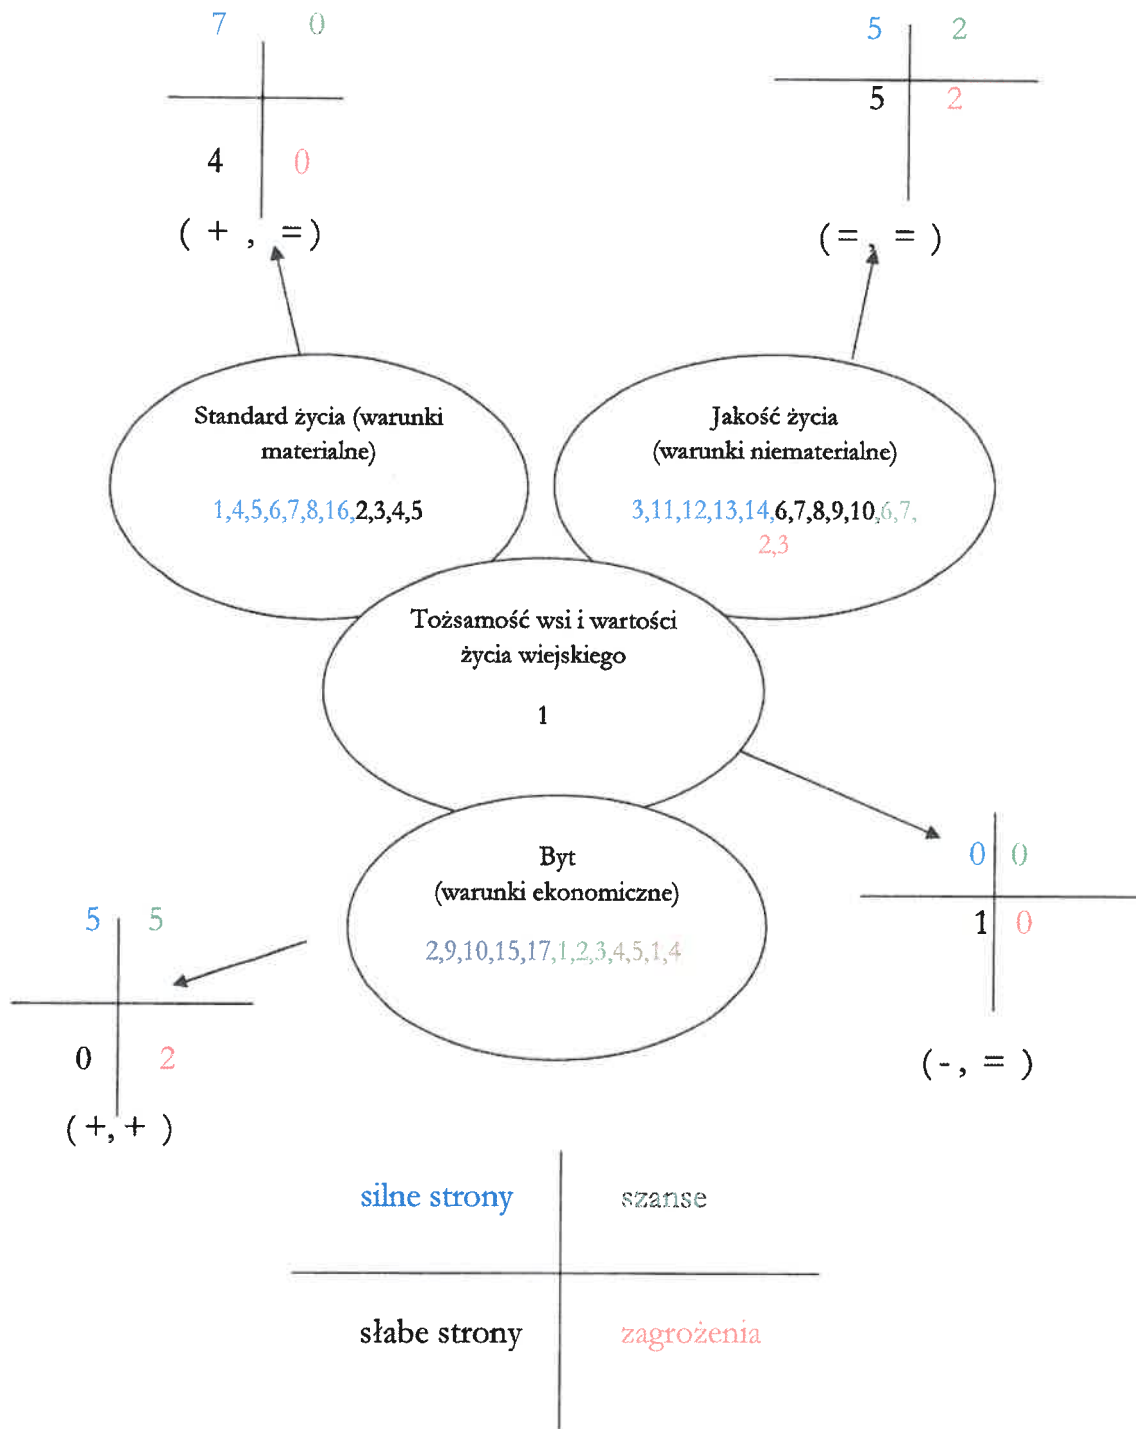 7 0
4 0
( + , = )
5 2
5 2
( = , = )
Standard życia (warunki
materialne)
1,4,5,6,7,8,16,2,3,4,5
Jakość życia
(warunki niematerialne)
3,11,12,13,14,6,7,8,9,10,6,7,
2,3
Tożsamość wsi i wartości
życia wiejskiego
1
0 0
1 0
( - , = )
Byt
(warunki ekonomiczne)
2,9,10,15,17,1,2,3,4,5,1,4
5 5
0 2
( +, + )
silne strony szanse
słabe strony zagrożenia